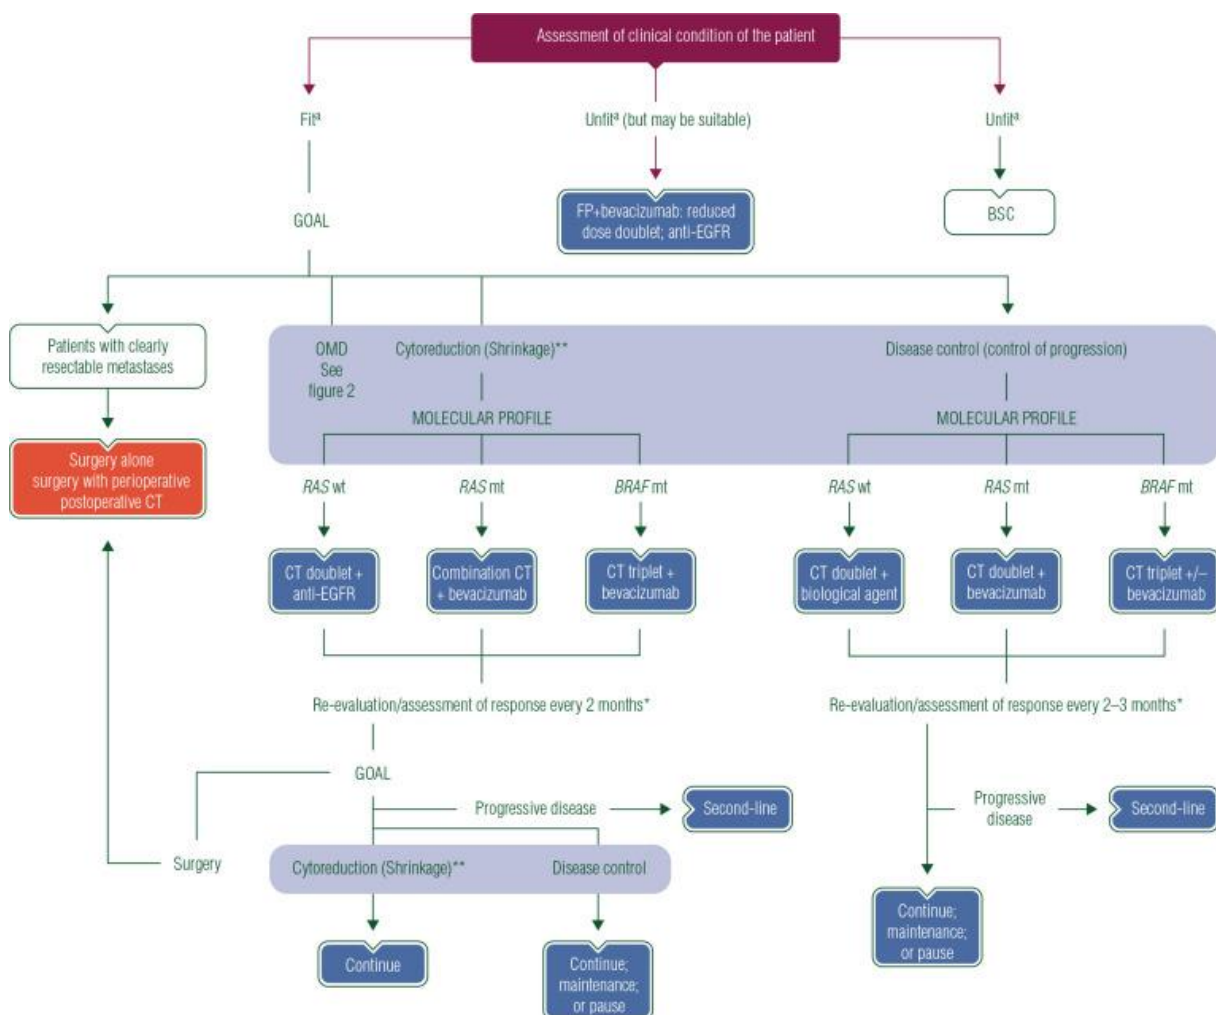 Assessment of clinical condition of the patient
Fitª
Unfitª (but may be suitable)
Unfitª
FP+bevacizumab: reduced
dose doublet; anti-EGFR
BSC
GOAL
Patients with clearly
resectable metastases
OMD
See
figure 2
Cytoreduction (Shrinkage)**
Disease control (control of progression)
MOLECULAR PROFILE
MOLECULAR PROFILE
Surgery alone
surgery with perioperative
postoperative CT
RAS wt
RAS mt
BRAF mt
RAS wt
RAS mt
BRAF mt
CT doublet +
anti-EGFR
Combination CT
+ bevacizumab
CT triplet +
bevacizumab
CT doublet +
biological agent
CT doublet +
bevacizumab
CT triplet +/–
bevacizumab
Re-evaluation/assessment of response every 2 months*
Re-evaluation/assessment of response every 2–3 months*
GOAL
Progressive disease
Second-line
Progressive
disease
Second-line
Surgery
Cytoreduction (Shrinkage)**
Disease control
Continue
Continue;
maintenance;
or pause
Continue;
maintenance;
or pause